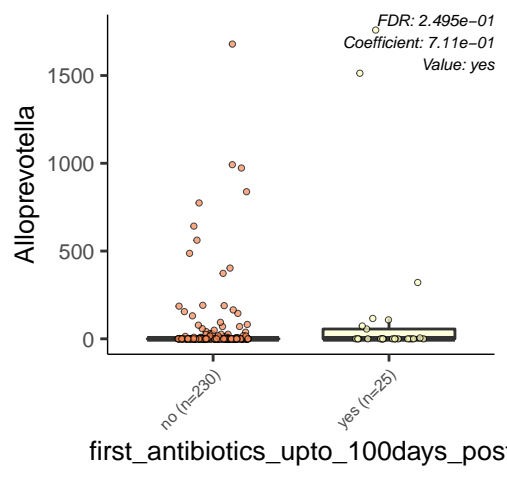 FDR: 2.495e−01
Coefficient: 7.11e−01
Value: yes
1500
1000
500
0
Alloprevotella
no (n=230)
yes (n=25)
first_antibiotics_upto_100days_post